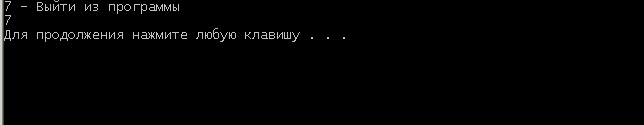 7 - Выйти из программы
7
Для продолжения нажмите любую клавишу . . .